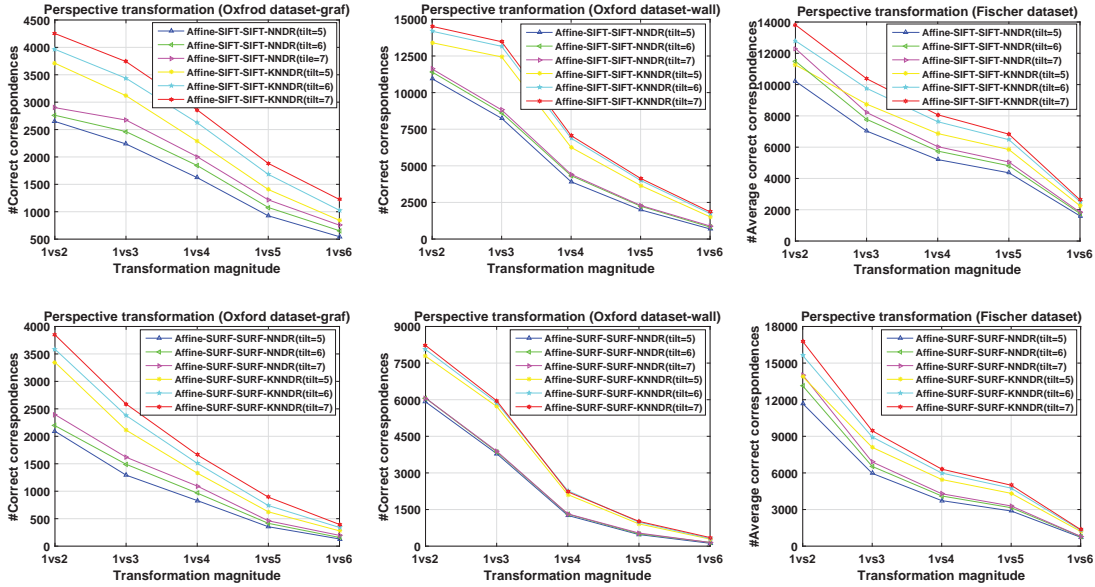 Perspective transformation (Oxfrod dataset-graf)
#Correct correspondences
4500
4000
3500
3000
2500
2000
1500
1000
500
Affine-SIFT-SIFT-NNDR(tilt=5)
Affine-SIFT-SIFT-NNDR(tilt=6)
Affine-SIFT-SIFT-NNDR(tile=7)
Affine-SIFT-SIFT-KNNDR(tilt=5)
Affine-SIFT-SIFT-KNNDR(tilt=6)
Affine-SIFT-SIFT-KNNDR(tilt=7)
1vs2 1vs3 1vs4 1vs5 1vs6
Transformation magnitude
Perspective transformation (Oxford dataset-wall)
#Correct correspondences
15000
12500
10000
7500
5000
2500
0
Affine-SIFT-SIFT-NNDR(tilt=5)
Affine-SIFT-SIFT-NNDR(tilt=6)
Affine-SIFT-SIFT-NNDR(tilt=7)
Affine-SIFT-SIFT-KNNDR(tilt=5)
Affine-SIFT-SIFT-KNNDR(tilt=6)
Affine-SIFT-SIFT-KNNDR(tilt=7)
1vs2 1vs3 1vs4 1vs5 1vs6
Transformation magnitude
Perspective transformation (Fischer dataset)
#Average correct correspondences
14000
12000
10000
8000
6000
4000
2000
0
Affine-SIFT-SIFT-NNDR(tilt=5)
Affine-SIFT-SIFT-NNDR(tilt=6)
Affine-SIFT-SIFT-NNDR(tilt=7)
Affine-SIFT-SIFT-KNNDR(tilt=5)
Affine-SIFT-SIFT-KNNDR(tilt=6)
Affine-SIFT-SIFT-KNNDR(tilt=7)
1vs2 1vs3 1vs4 1vs5 1vs6
Transformation magnitude
Perspective transformation (Oxford dataset-graf)
#Correct correspondences
4000
3500
3000
2500
2000
1500
1000
500
0
Affine-SURF-SURF-NNDR(tilt=5)
Affine-SURF-SURF-NNDR(tilt=6)
Affine-SURF-SURF-NNDR(tilt=7)
Affine-SURF-SURF-KNNDR(tilt=5)
Affine-SURF-SURF-KNNDR(tilt=6)
Affine-SURF-SURF-KNNDR(tilt=7)
1vs2 1vs3 1vs4 1vs5 1vs6
Transformation magnitude
Perspective transformation (Oxford dataset-wall)
#Correct correspondences
9000
7500
6000
4500
3000
1500
0
Affine-SURF-SURF-NNDR(tilt=5)
Affine-SURF-SURF-NNDR(tilt=6)
Affine-SURF-SURF-NNDR(tilt=7)
Affine-SURF-SURF-KNNDR(tilt=5)
Affine-SURF-SURF-KNNDR(tilt=6)
Affine-SURF-SURF-KNNDR(tilt=7)
1vs2 1vs3 1vs4 1vs5 1vs6
Transformation magnitude
Perspective transformation (Fischer dataset)
#Average correct correspondences
18000
15000
12000
9000
6000
3000
0
Affine-SURF-SURF-NNDR(tilt=5)
Affine-SURF-SURF-NNDR(tilt=6)
Affine-SURF-SURF-NNDR(tilt=7)
Affine-SURF-SURF-KNNDR(tilt=5)
Affine-SURF-SURF-KNNDR(tilt=6)
Affine-SURF-SURF-KNNDR(tilt=7)
1vs2 1vs3 1vs4 1vs5 1vs6
Transformation magnitude